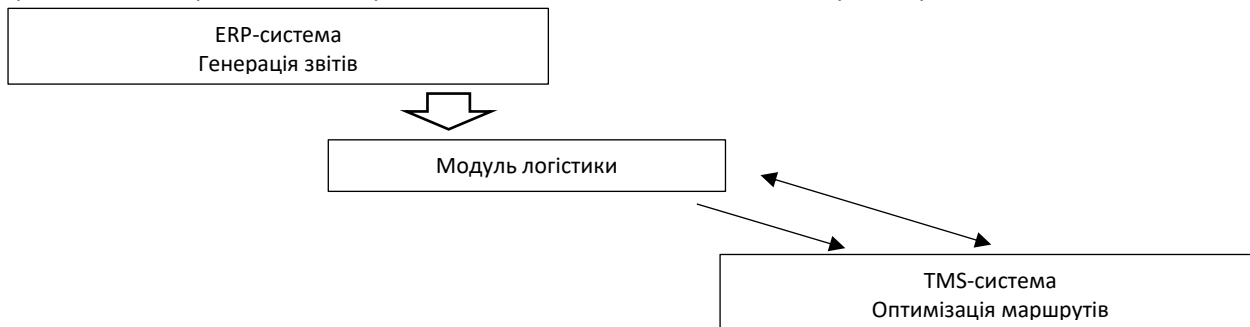 ERP-система
Генерація звітів
Модуль логістики
TMS-система
Оптимізація маршрутів